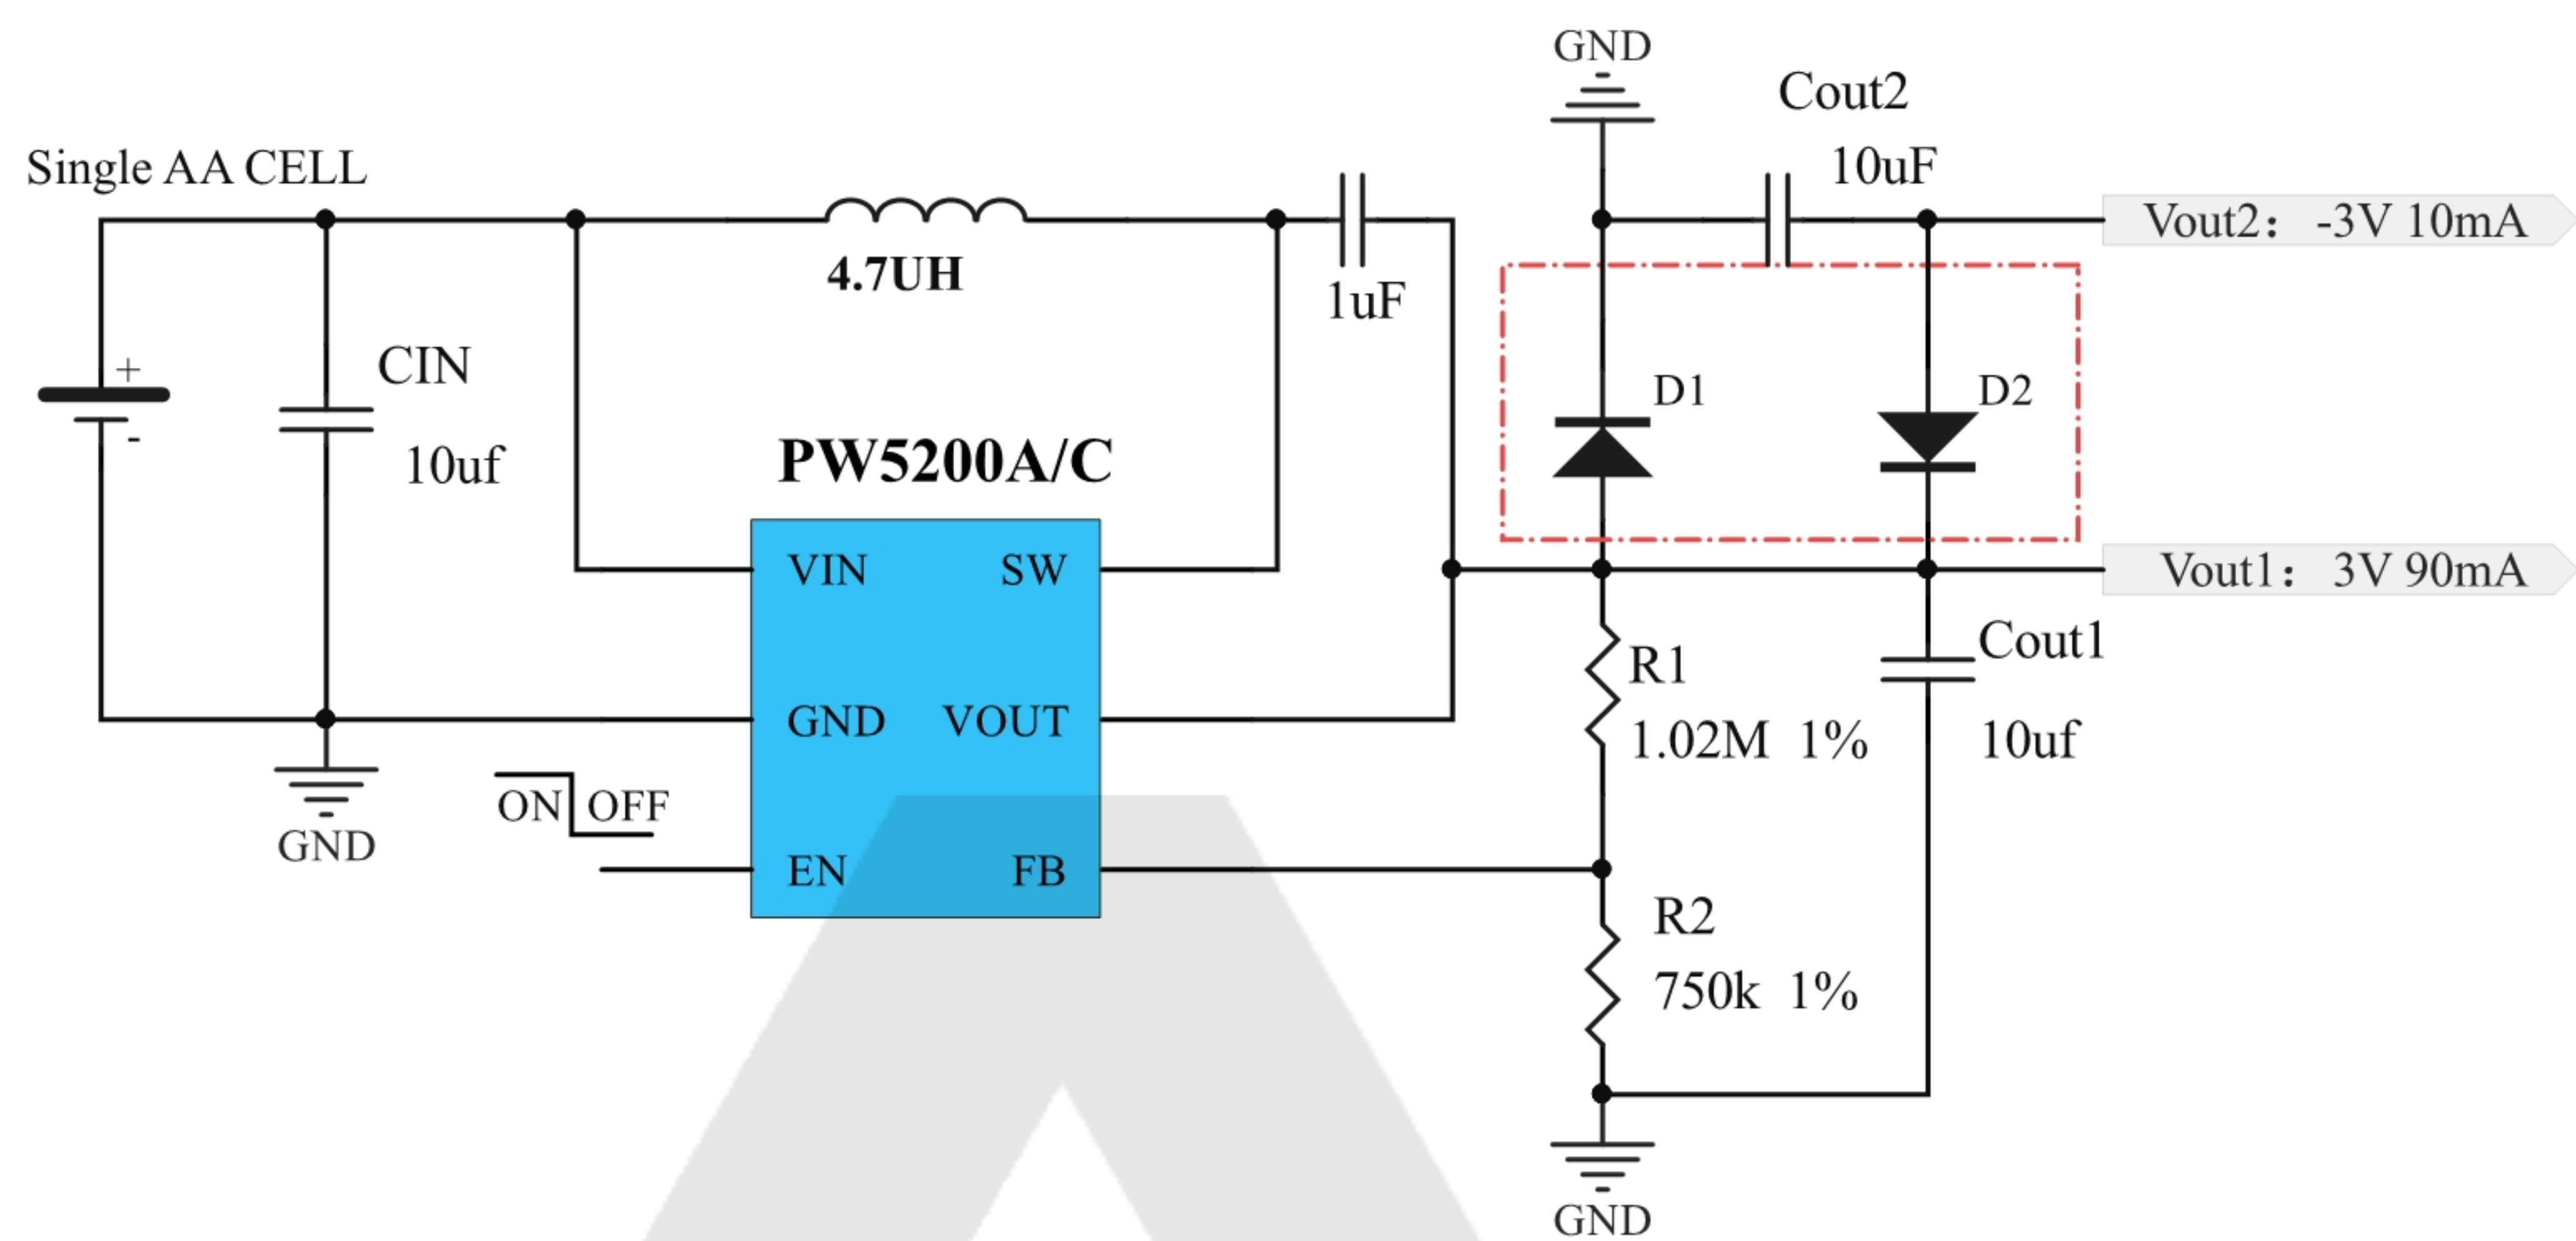 GND
Cout2
10uF
Single AA CELL
Vout2： -3V 10mA
4.7UH
1uF
+
CIN
-
10uf
D1
D2
PW5200A/C
VIN
SW
Vout1： 3V 90mA
Cout1
R1
GND
VOUT
1.02M 1%
10uf
ON
OFF
GND
EN
FB
R2
750k 1%
GND